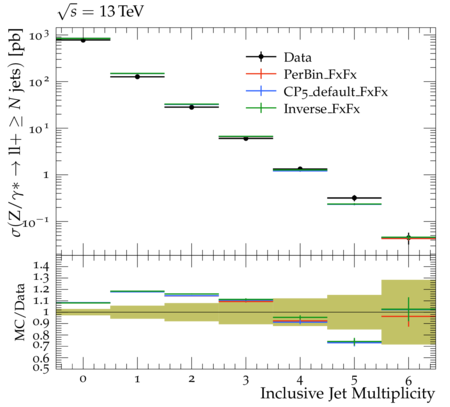 √s = 13 TeV
σ(Z/γ* → ll+ ≥ N jets) [pb]
10³
10²
10¹
1
10⁻¹
Data
PerBin_FxFx
CP5_default_FxFx
Inverse_FxFx
MC/Data
1.4
1.3
1.2
1.1
1
0.9
0.8
0.7
0.6
0.5
0 1 2 3 4 5 6
Inclusive Jet Multiplicity